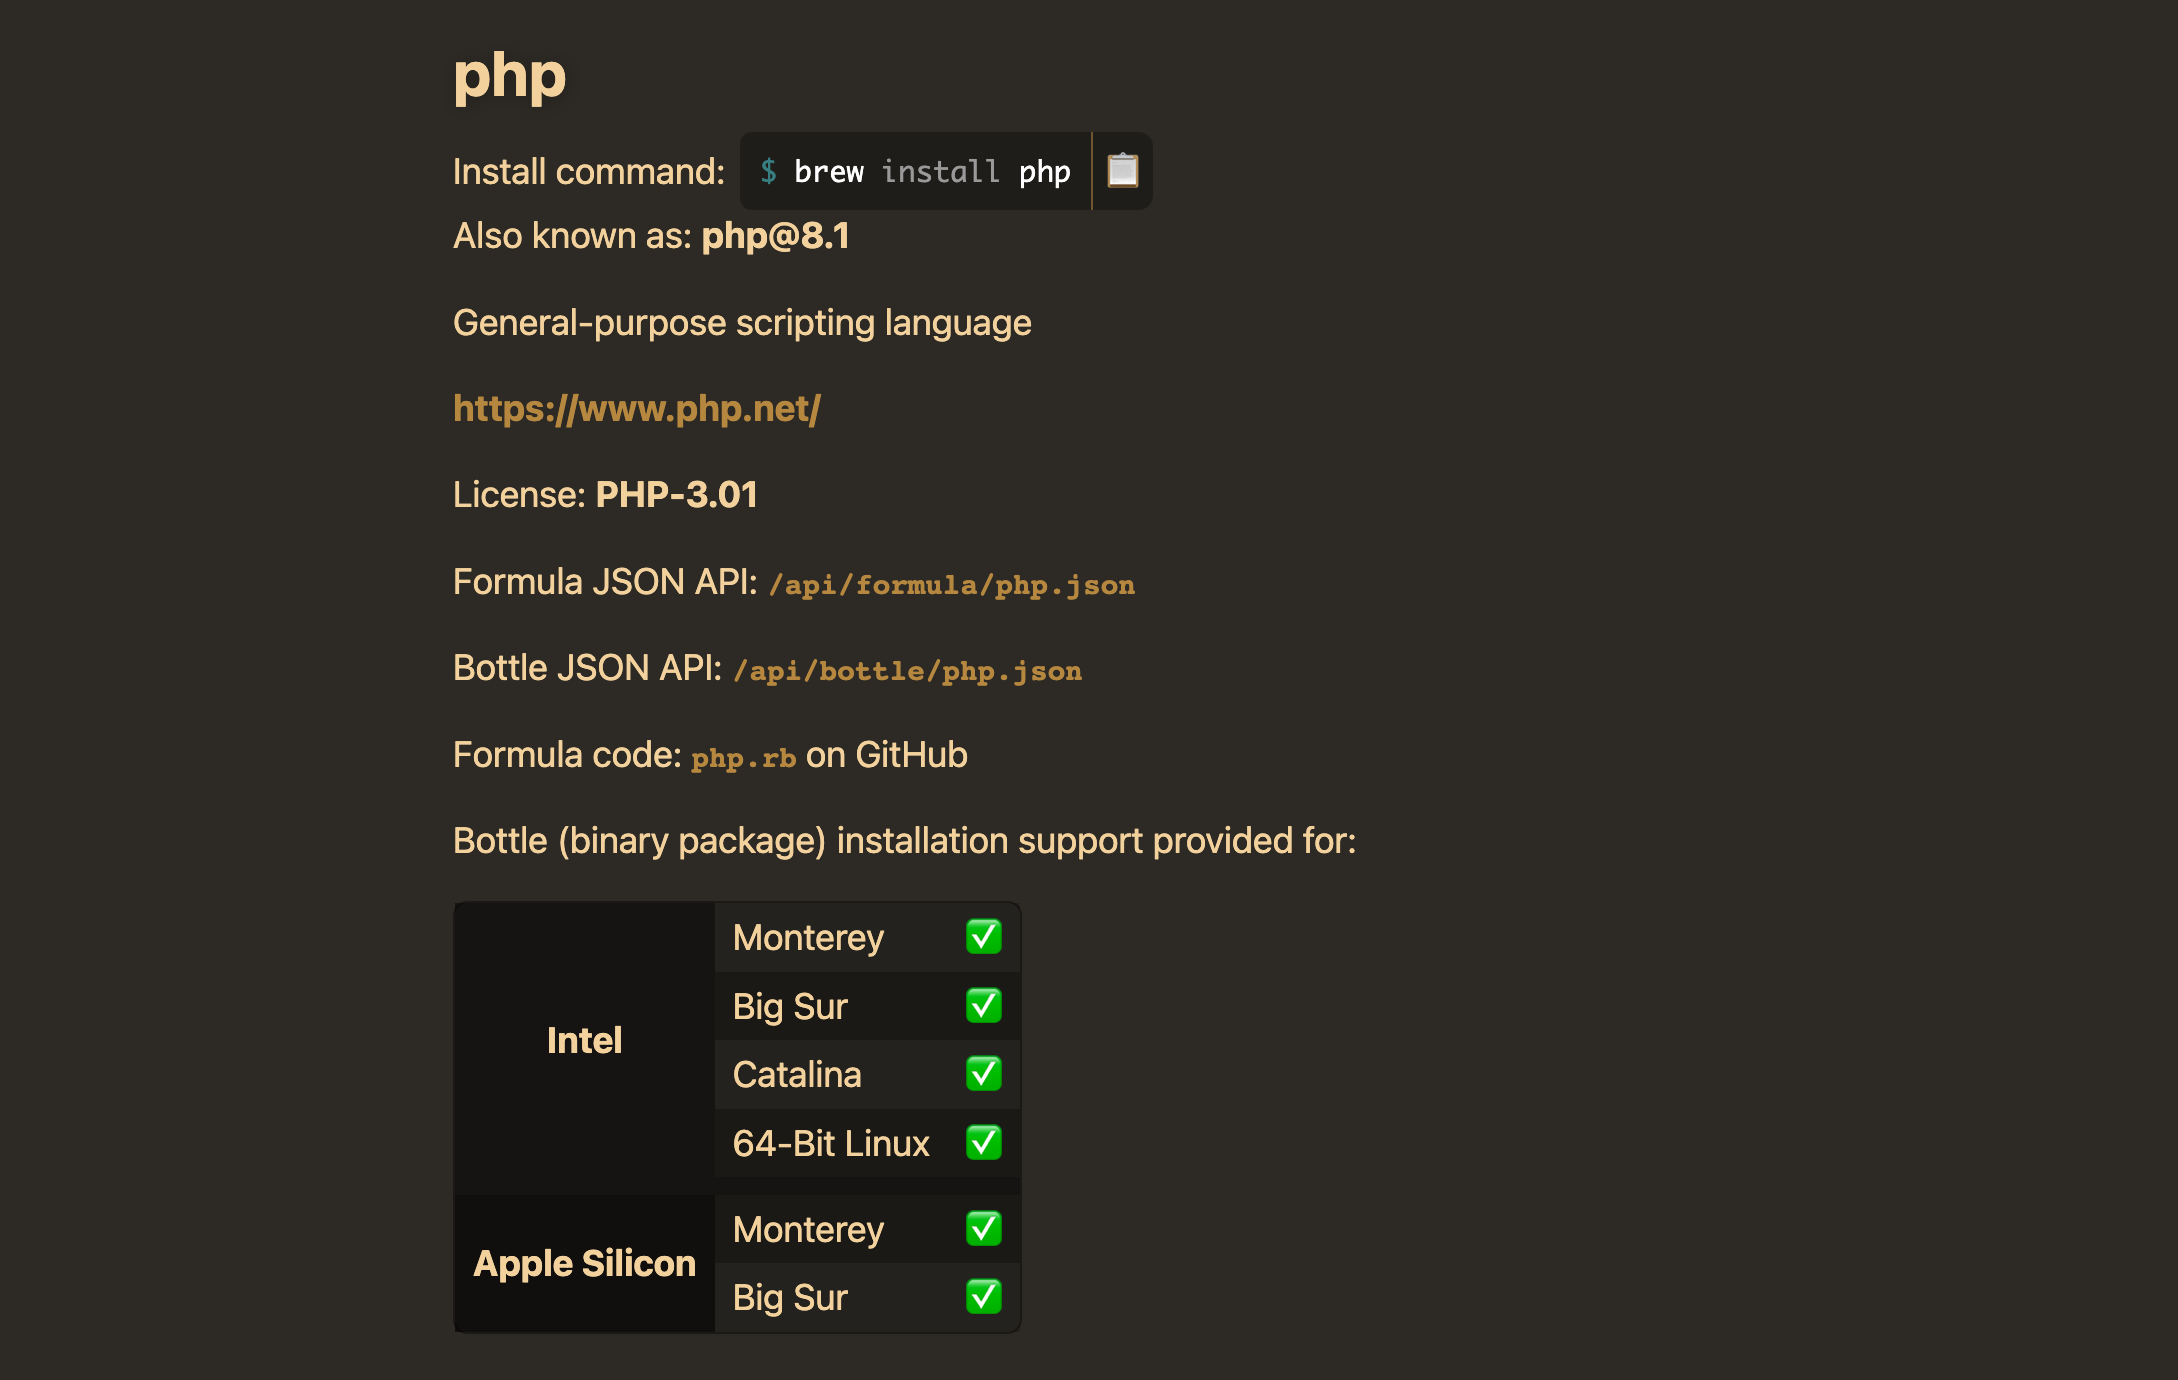 php
Install command: $ brew install php
Also known as: php@8.1
General-purpose scripting language
https://www.php.net/
License: PHP-3.01
Formula JSON API: /api/formula/php.json
Bottle JSON API: /api/bottle/php.json
Formula code: php.rb on GitHub
Bottle (binary package) installation support provided for:
Intel
Monterey ✅
Big Sur ✅
Catalina ✅
64-Bit Linux ✅
Apple Silicon
Monterey ✅
Big Sur ✅